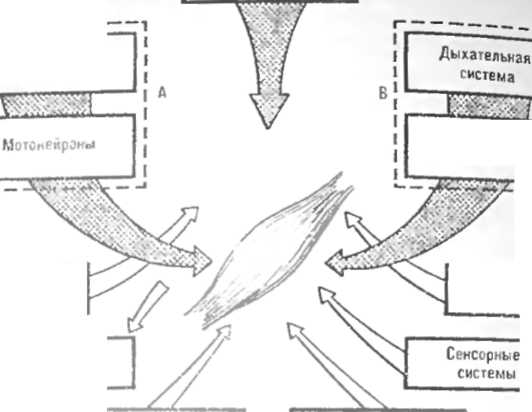 Дыхательная
система
А
В
Мотонейроны
Сенсорные
системы